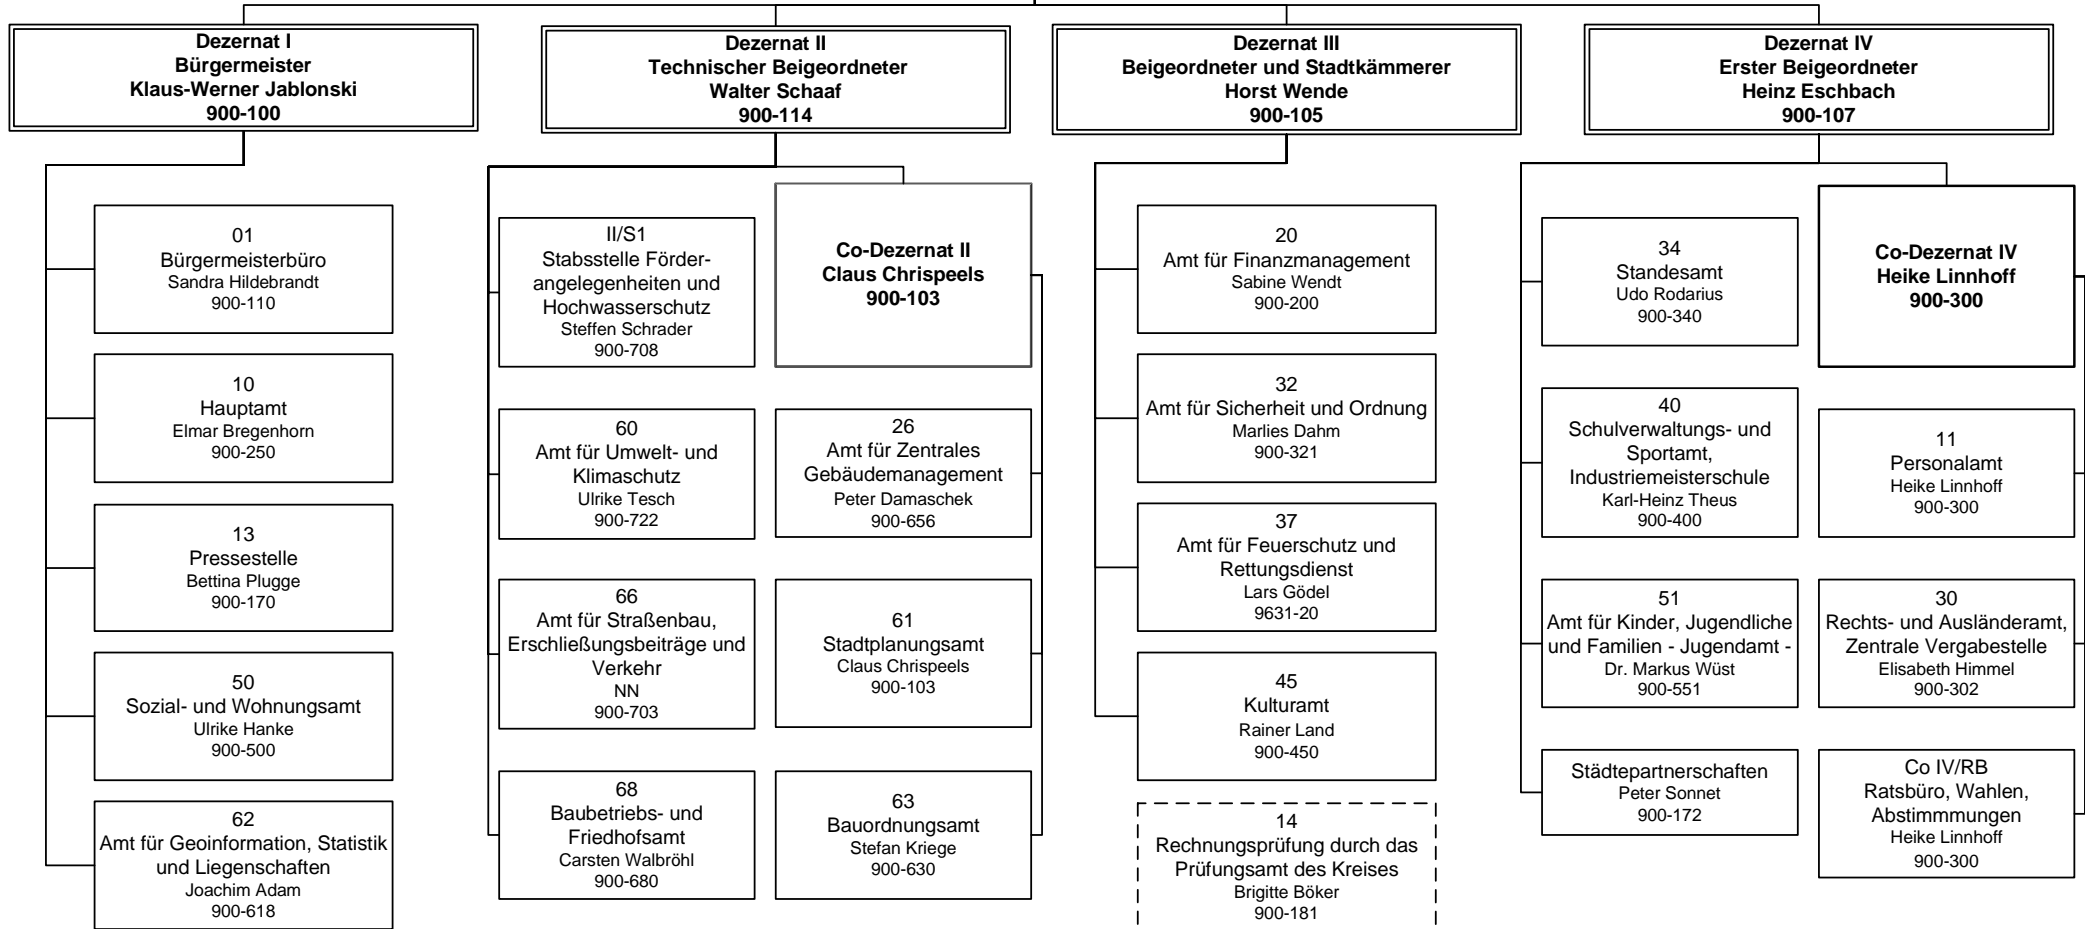 Dezernat I
Bürgermeister
Klaus-Werner Jablonski
900-100
01
Bürgermeisterbüro
Sandra Hildebrandt
900-110
10
Hauptamt
Elmar Bregenhorn
900-250
13
Pressestelle
Bettina Plugge
900-170
50
Sozial- und Wohnungsamt
Ulrike Hanke
900-500
62
Amt für Geoinformation, Statistik
und Liegenschaften
Joachim Adam
900-618
Dezernat II
Technischer Beigeordneter
Walter Schaaf
900-114
II/S1
Stabsstelle Förder-
angelegenheiten und
Hochwasserschutz
Steffen Schrader
900-708
60
Amt für Umwelt- und
Klimaschutz
Ulrike Tesch
900-722
66
Amt für Straßenbau,
Erschließungsbeiträge und
Verkehr
NN
900-703
68
Baubetriebs- und
Friedhofsamt
Carsten Walbröhl
900-680
Co-Dezernat II
Claus Chrispeels
900-103
26
Amt für Zentrales
Gebäudemanagement
Peter Damaschek
900-656
61
Stadtplanungsamt
Claus Chrispeels
900-103
63
Bauordnungsamt
Stefan Kriege
900-630
Dezernat III
Beigeordneter und Stadtkämmerer
Horst Wende
900-105
20
Amt für Finanzmanagement
Sabine Wendt
900-200
32
Amt für Sicherheit und Ordnung
Marlies Dahm
900-321
37
Amt für Feuerschutz und
Rettungsdienst
Lars Gödel
9631-20
45
Kulturamt
Rainer Land
900-450
14
Rechnungsprüfung durch das
Prüfungsamt des Kreises
Brigitte Böker
900-181
Dezernat IV
Erster Beigeordneter
Heinz Eschbach
900-107
34
Standesamt
Udo Rodarius
900-340
40
Schulverwaltungs- und
Sportamt,
Industriemeisterschule
Karl-Heinz Theus
900-400
51
Amt für Kinder, Jugendliche
und Familien - Jugendamt -
Dr. Markus Wüst
900-551
Städtepartnerschaften
Peter Sonnet
900-172
Co-Dezernat IV
Heike Linnhoff
900-300
11
Personalamt
Heike Linnhoff
900-300
30
Rechts- und Ausländeramt,
Zentrale Vergabestelle
Elisabeth Himmel
900-302
Co IV/RB
Ratsbüro, Wahlen,
Abstimmmungen
Heike Linnhoff
900-300